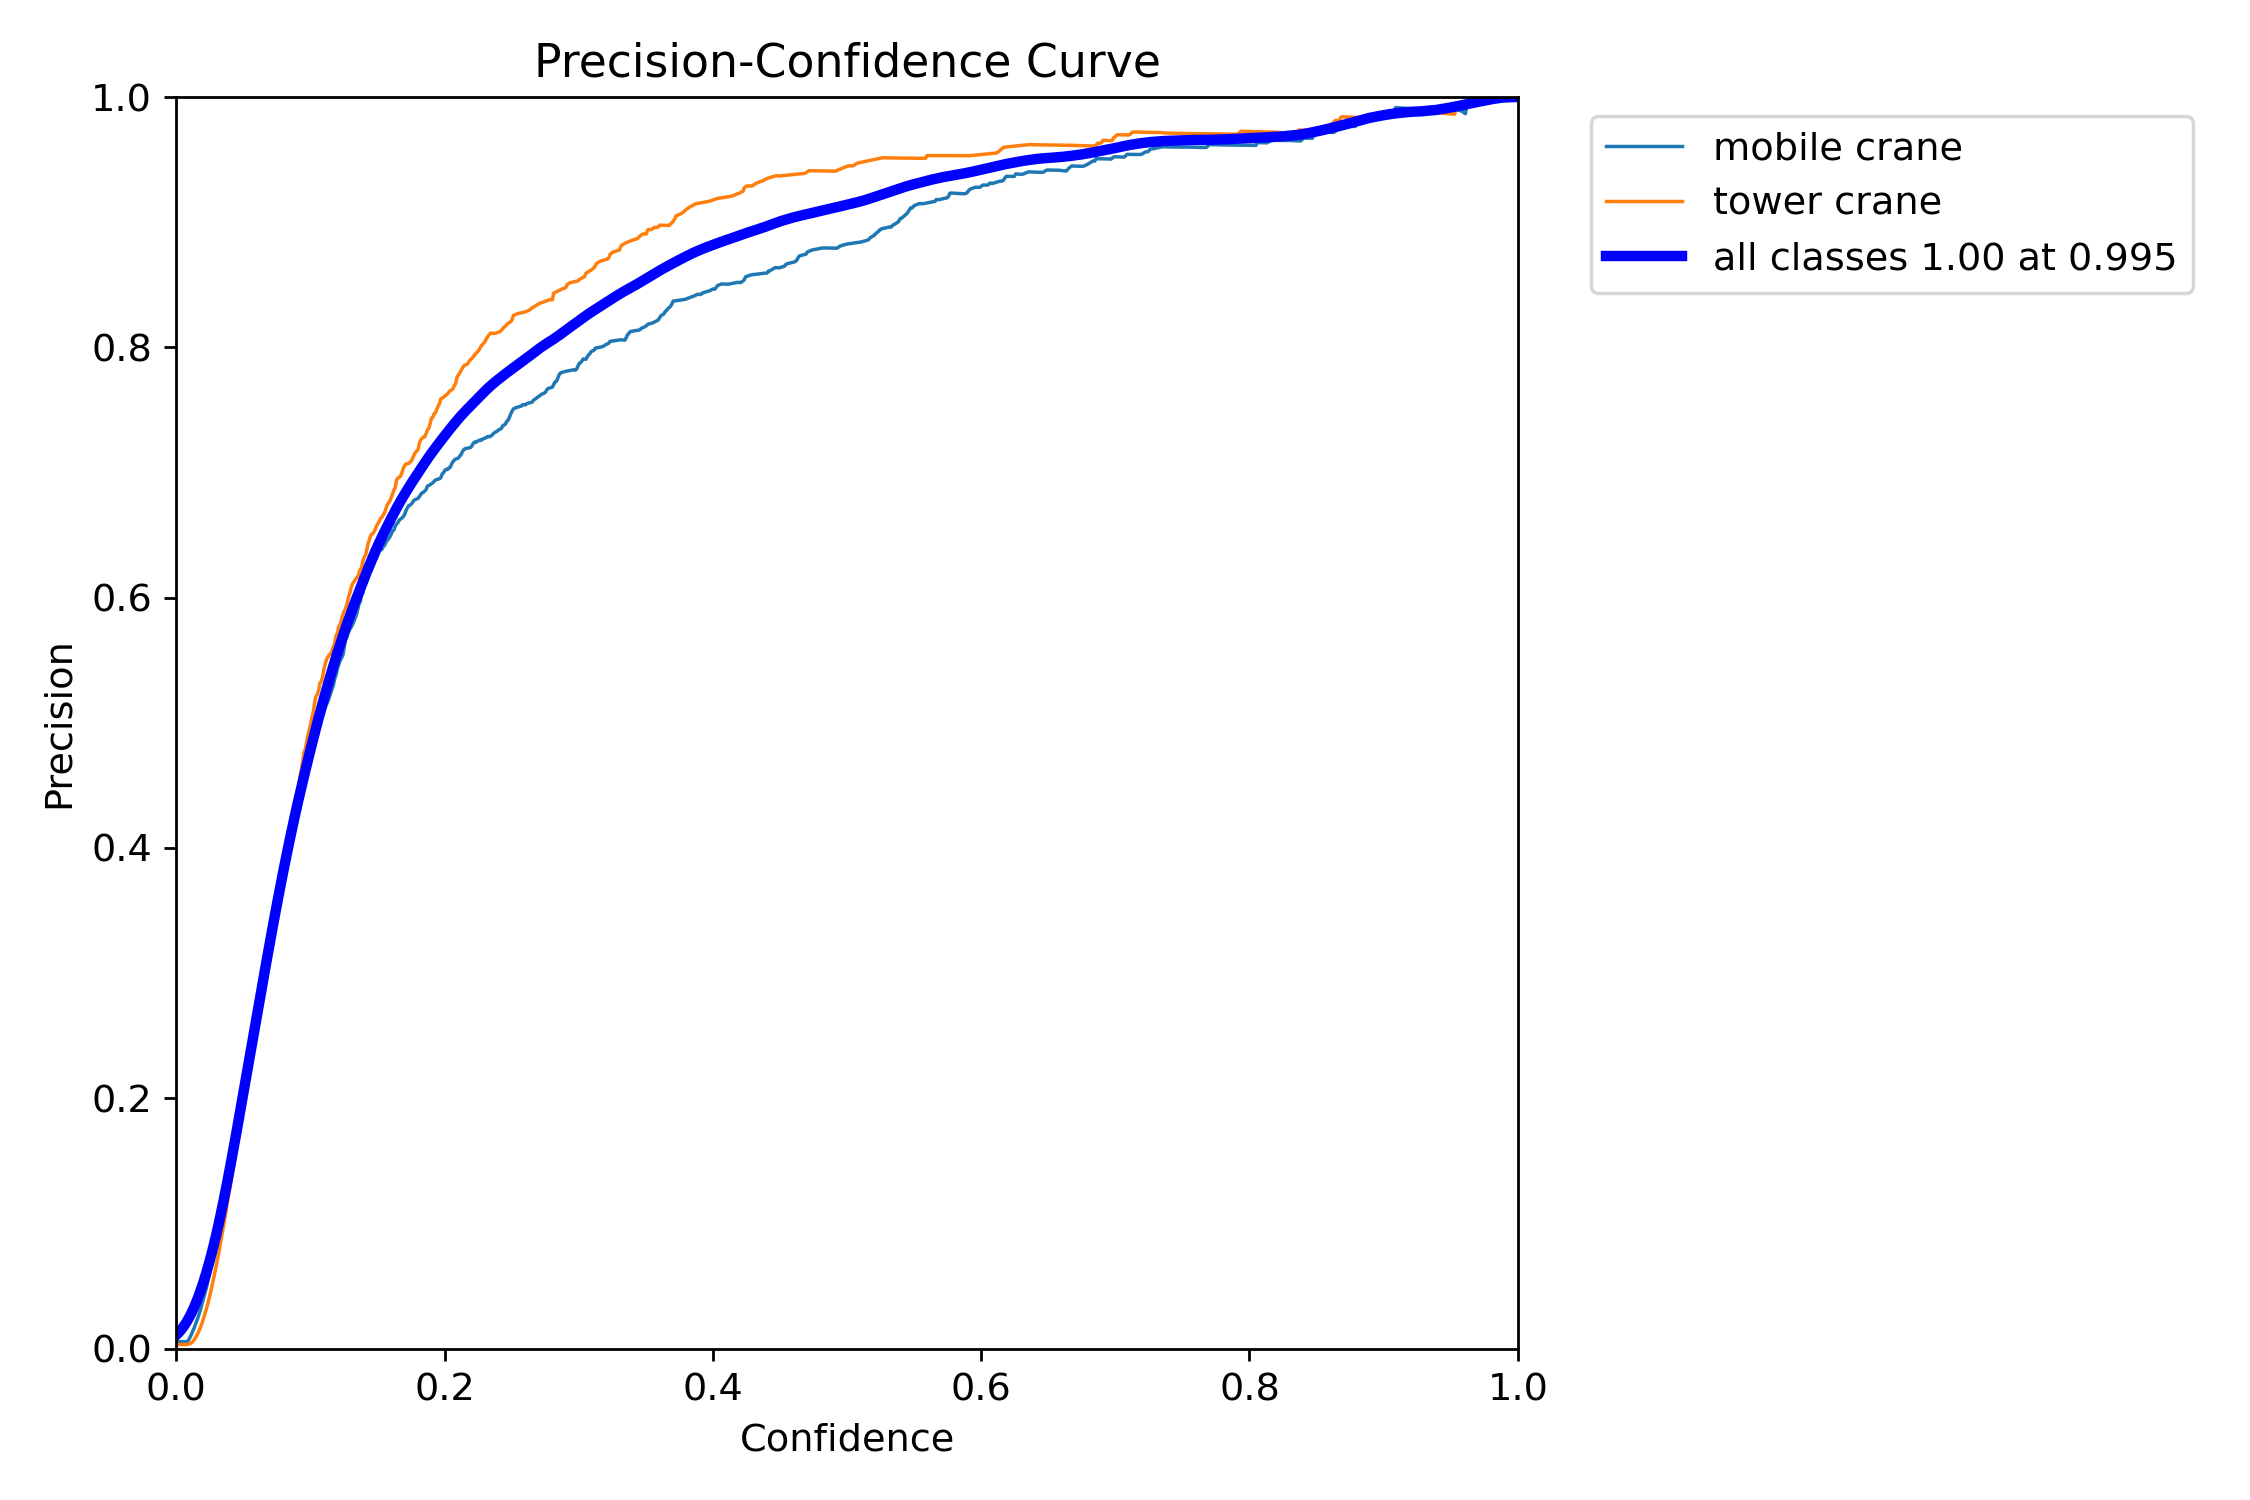 Precision-Confidence Curve
1.0
0.8
0.6
0.4
0.2
0.0
Precision
0.0 0.2 0.4 0.6 0.8 1.0
Confidence
mobile crane
tower crane
all classes 1.00 at 0.995